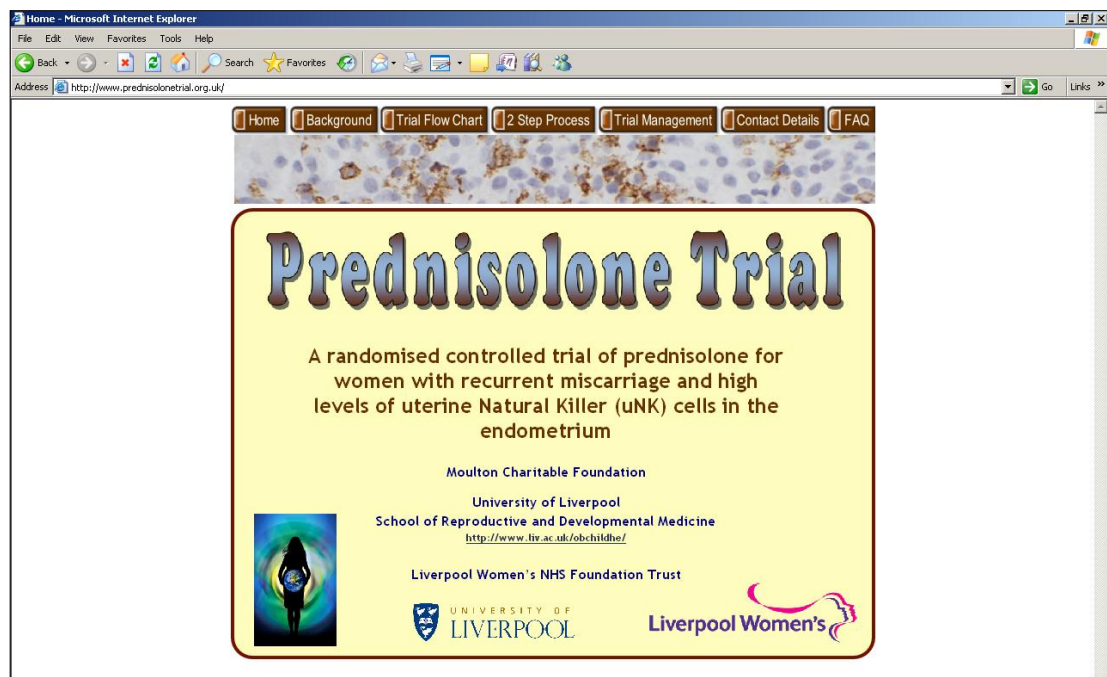 Home - Microsoft Internet Explorer
File Edit View Favorites Tools Help
Back Search Favorites
Address http://www.prednisolonetrial.org.uk/ Go Links »
Home Background Trial Flow Chart 2 Step Process Trial Management Contact Details FAQ
Prednisolone Trial
A randomised controlled trial of prednisolone for
women with recurrent miscarriage and high
levels of uterine Natural Killer (uNK) cells in the
endometrium
Moulton Charitable Foundation
University of Liverpool
School of Reproductive and Developmental Medicine
http://www.liv.ac.uk/obchildhe/
Liverpool Women's NHS Foundation Trust
UNIVERSITY OF
LIVERPOOL
Liverpool Women's